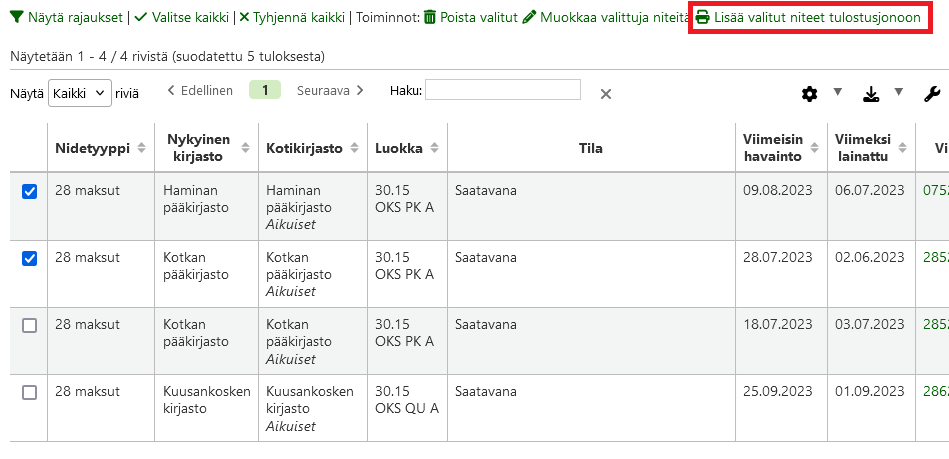 Näytä rajaukset | Valitse kaikki | Tyhjennä kaikki | Toiminnot: Poista valitut Muokkaa valittuja niteitä Lisää valitut niteet tulostusjonoon
Näytetään 1 - 4 / 4 rivistä (suodatettu 5 tuloksesta)
Näytä Kaikki riviä Edellinen 1 Seuraava Haku:
Nidetyyppi Nykyinen kirjasto Kotikirjasto Luokka Tila Viimeisin havainto Viimeksi lainattu Vi
28 maksut Haminan Haminan 30.15 Saatavana 09.08.2023 06.07.2023 0752
pääkirjasto pääkirjasto OKS PK A
Aikuiset
28 maksut Kotkan Kotkan 30.15 Saatavana 28.07.2023 02.06.2023 2852
pääkirjasto pääkirjasto OKS PK A
Aikuiset
28 maksut Kotkan Kotkan 30.15 Saatavana 18.07.2023 03.07.2023 2852
pääkirjasto pääkirjasto OKS PK A
Aikuiset
28 maksut Kuusankosken Kuusankosken 30.15 Saatavana 25.09.2023 01.09.2023 2862
kirjasto kirjasto OKS QU A
Aikuiset